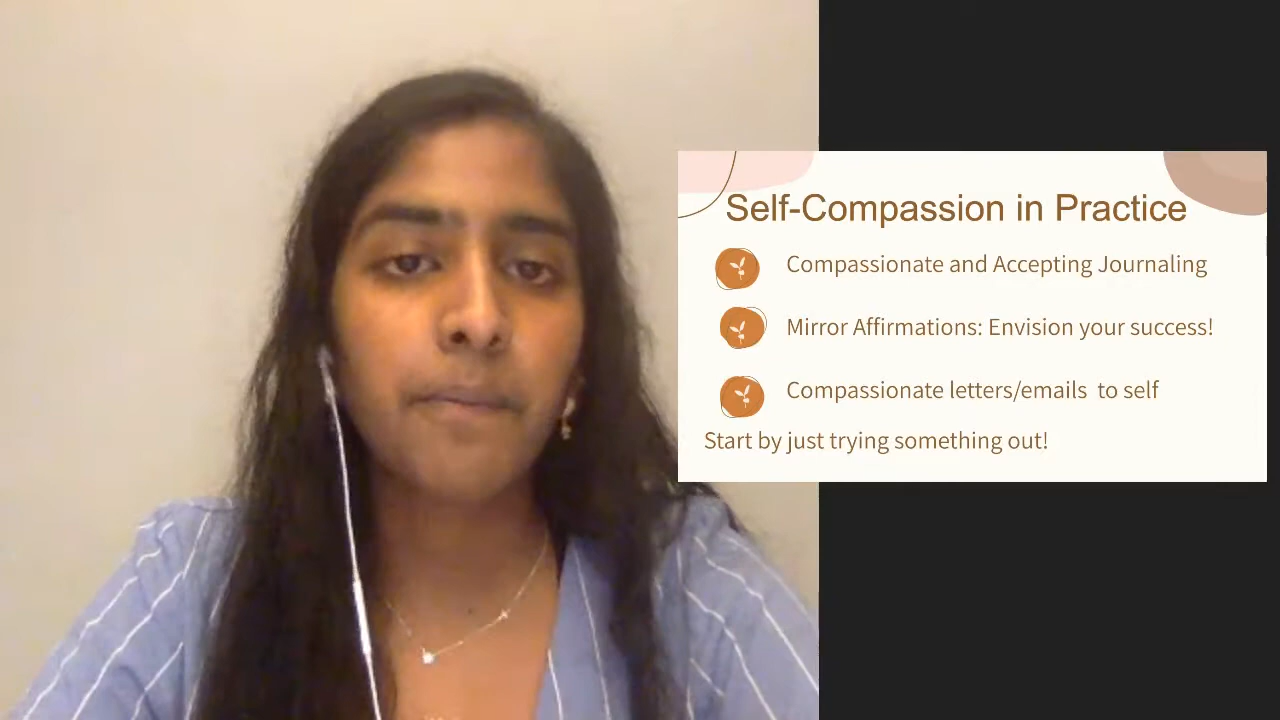 Self-Compassion in Practice
Compassionate and Accepting Journaling
Mirror Affirmations: Envision your success!
Compassionate letters/emails to self
Start by just trying something out!